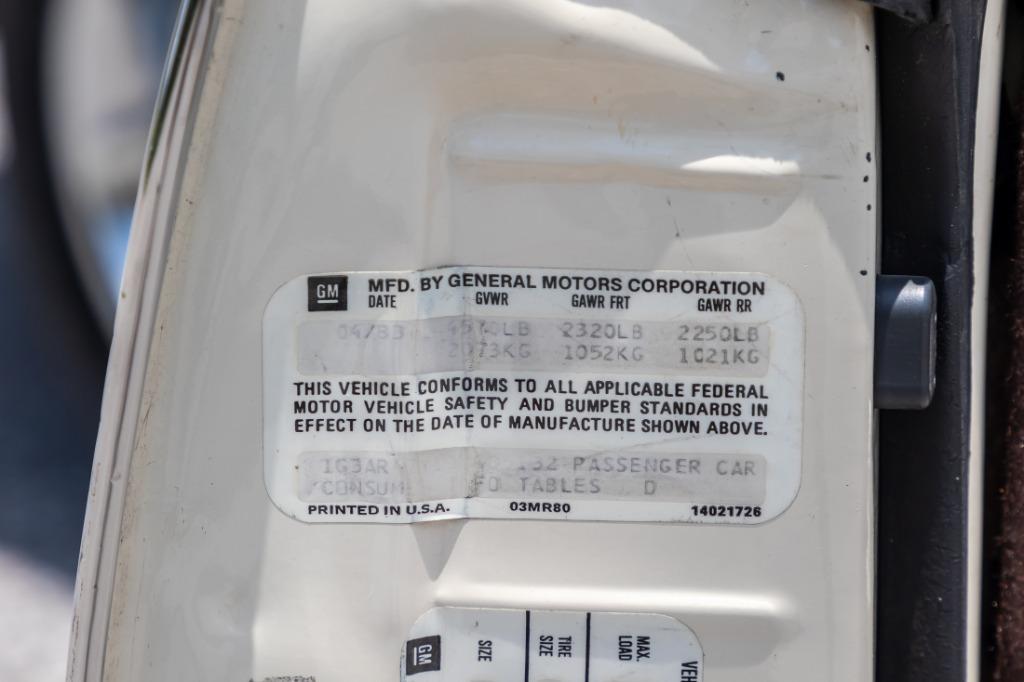 GM MFD. BY GENERAL MOTORS CORPORATION
DATE GVWR GAWR FRT GAWR RR
2320LB 2250LB
1052KG 1021KG
THIS VEHICLE CONFORMS TO ALL APPLICABLE FEDERAL
MOTOR VEHICLE SAFETY AND BUMPER STANDARDS IN
EFFECT ON THE DATE OF MANUFACTURE SHOWN ABOVE.
1G3AR PASSENGER CAR
TABLES D
PRINTED IN U.S.A. 03MR80 14021726
GM
SIZE
TIRE
SIZE
MAX.
LOAD